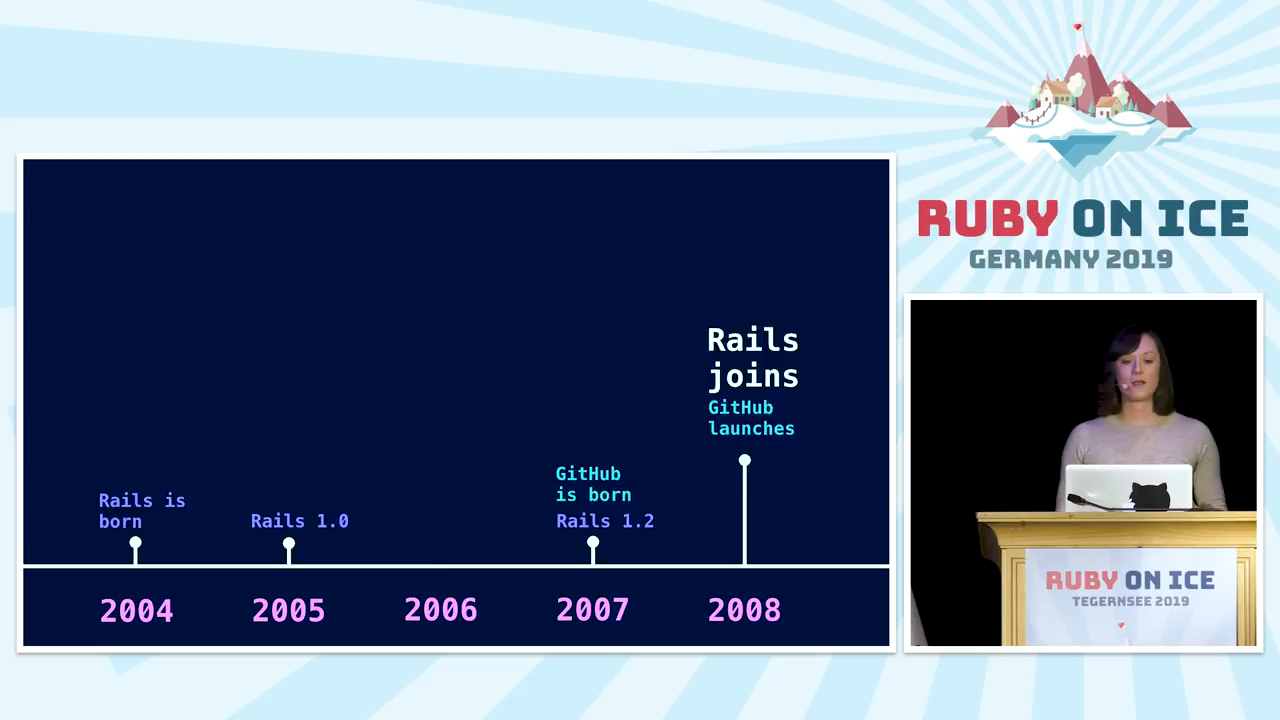 RUBY ON ICE
GERMANY 2019
Rails
joins
GitHub
launches
GitHub
is born
Rails is
born
Rails 1.0
Rails 1.2
2004
2005
2006
2007
2008
RUBY ON ICE
TEGERNSEE 2019